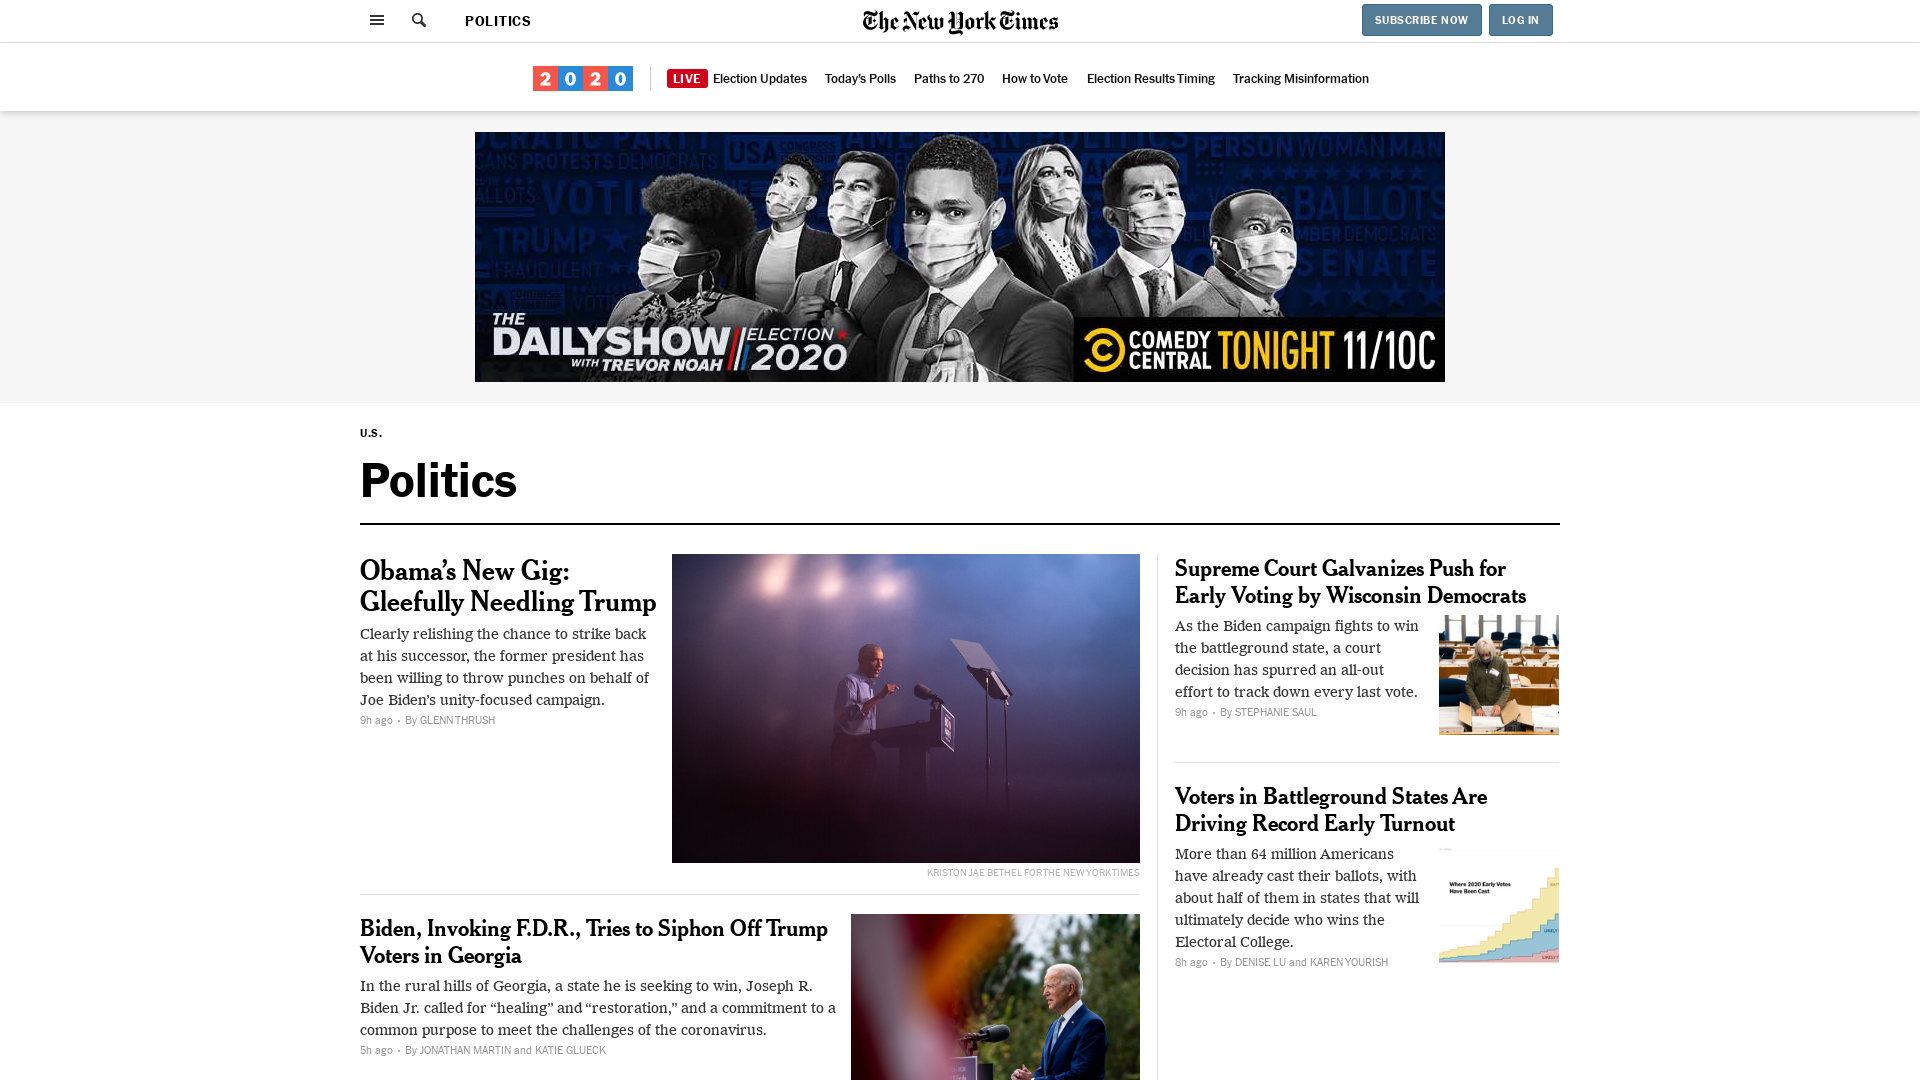 POLITICS
The New York Times
SUBSCRIBE NOW
LOG IN
2020
LIVE Election Updates
Today's Polls
Paths to 270
How to Vote
Election Results Timing
Tracking Misinformation
USA
PROTESTS DEMOCRATS
PERSON WOMAN MAN
BALLOTS
TRUMP
FRAUDULENT
SENATE
THE
DAILYSHOW
WITH TREVOR NOAH
ELECTION
2020
COMEDY
CENTRAL
TONIGHT 11/10C
U.S.
Politics
Obama’s New Gig:
Gleefully Needling Trump
Clearly relishing the chance to strike back
at his successor, the former president has
been willing to throw punches on behalf of
Joe Biden’s unity-focused campaign.
9h ago • By GLENN THRUSH
KRISTON JAE BETHEL FOR THE NEW YORK TIMES
Biden, Invoking F.D.R., Tries to Siphon Off Trump
Voters in Georgia
In the rural hills of Georgia, a state he is seeking to win, Joseph R.
Biden Jr. called for “healing” and “restoration,” and a commitment to a
common purpose to meet the challenges of the coronavirus.
5h ago • By JONATHAN MARTIN and KATIE GLUECK
Supreme Court Galvanizes Push for
Early Voting by Wisconsin Democrats
As the Biden campaign fights to win
the battleground state, a court
decision has spurred an all-out
effort to track down every last vote.
9h ago • By STEPHANIE SAUL
Voters in Battleground States Are
Driving Record Early Turnout
More than 64 million Americans
have already cast their ballots, with
about half of them in states that will
ultimately decide who wins the
Electoral College.
8h ago • By DENISE LU and KAREN YOURISH
Where 2020 Early Votes
Have Been Cast